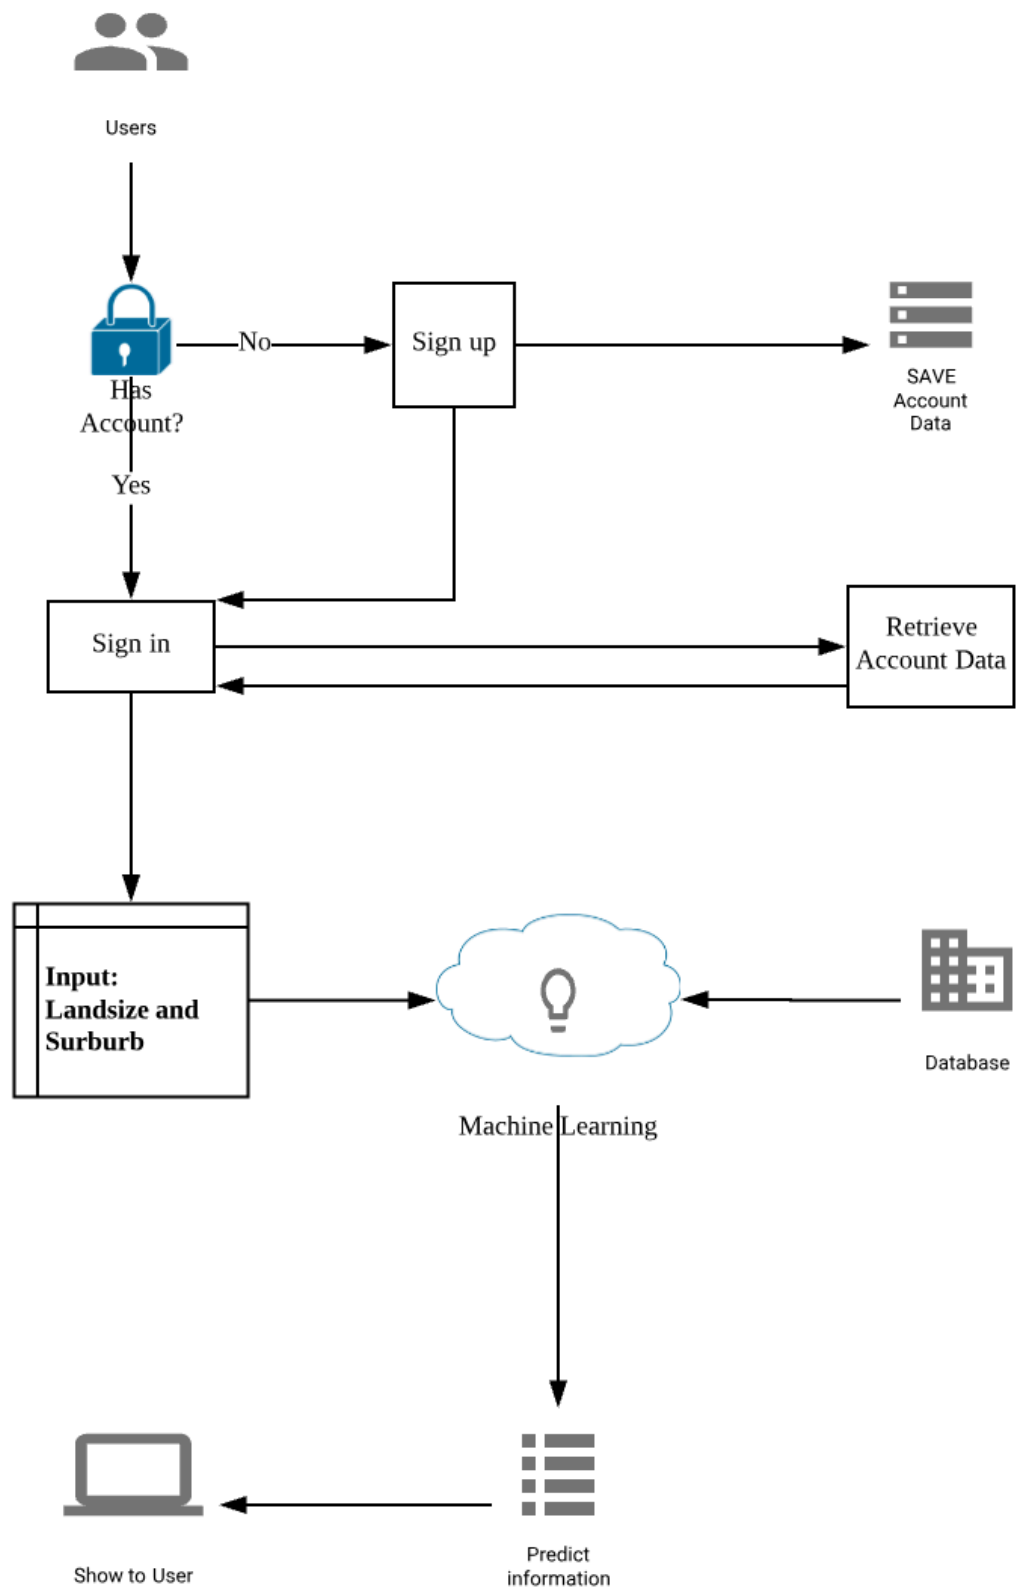 Users
No
Sign up
SAVE
Account
Data
Has
Account?
Yes
Sign in
Retrieve
Account Data
Input:
Landsize and
Surburb
Database
Machine Learning
Show to User
Predict
information